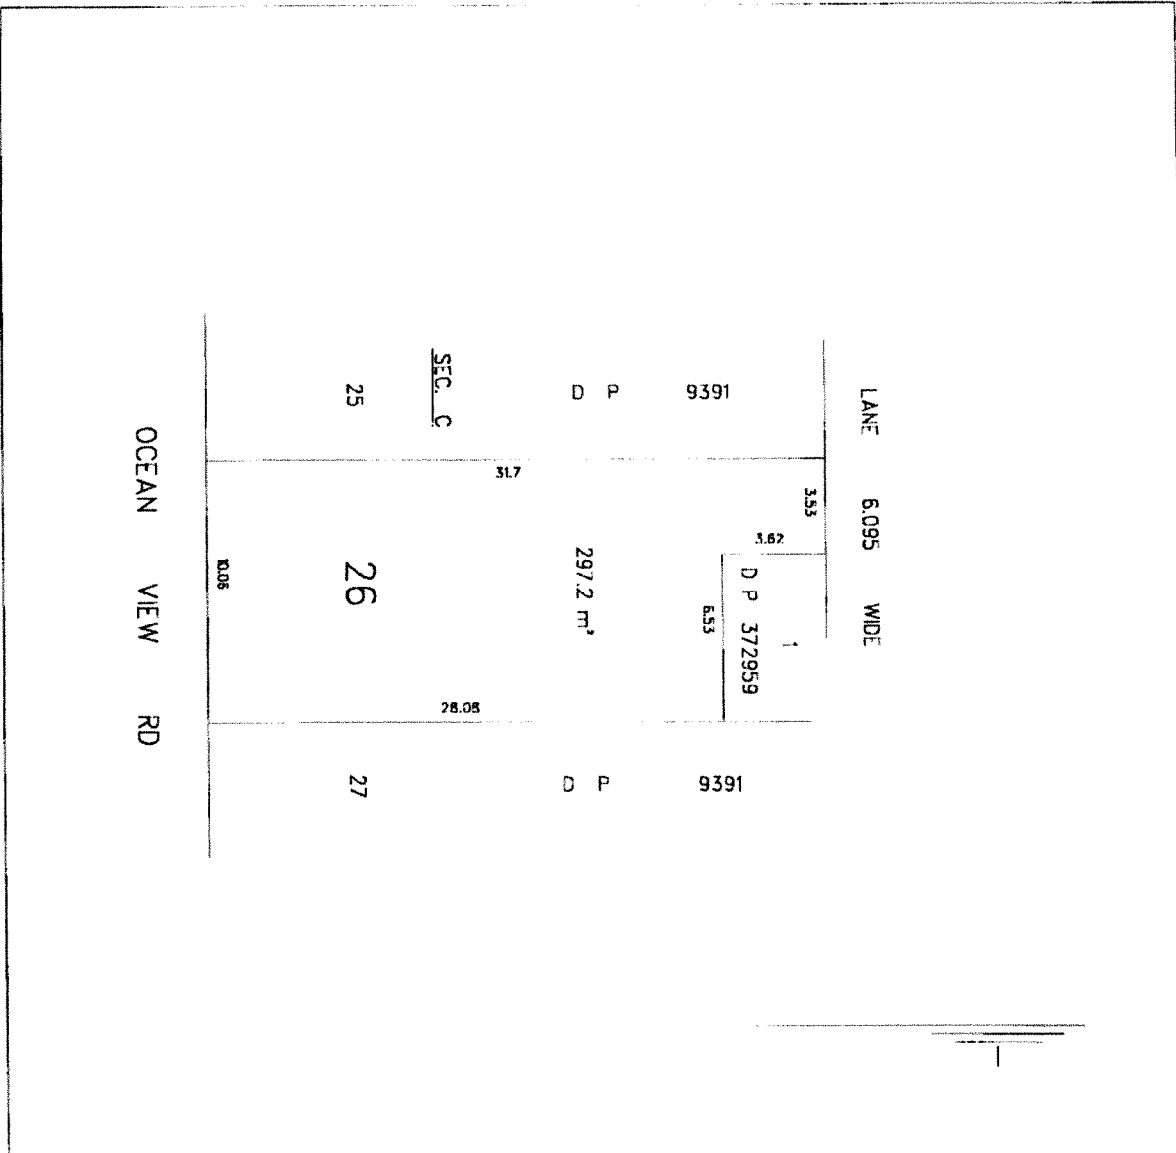 LANE 6.095 WIDE
SEC. C
25
D P 9391
31.7
3.53
3.62
1
D P 372959
6.53
297.2 m²
26
10.06
28.08
27
D P 9391
OCEAN VIEW RD